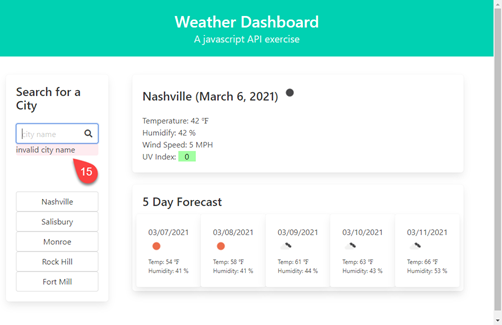 Weather Dashboard
A javascript API exercise
Search for a
City
city name
invalid city name
15
Nashville
Salisbury
Monroe
Rock Hill
Fort Mill
Nashville (March 6, 2021)
Temperature: 42 °F
Humidify: 42 %
Wind Speed: 5 MPH
UV Index: 0
5 Day Forecast
03/07/2021
Temp: 54 °F
Humidity: 41 %
03/08/2021
Temp: 58 °F
Humidity: 41 %
03/09/2021
Temp: 61 °F
Humidity: 44 %
03/10/2021
Temp: 63 °F
Humidity: 43 %
03/11/2021
Temp: 66 °F
Humidity: 53 %